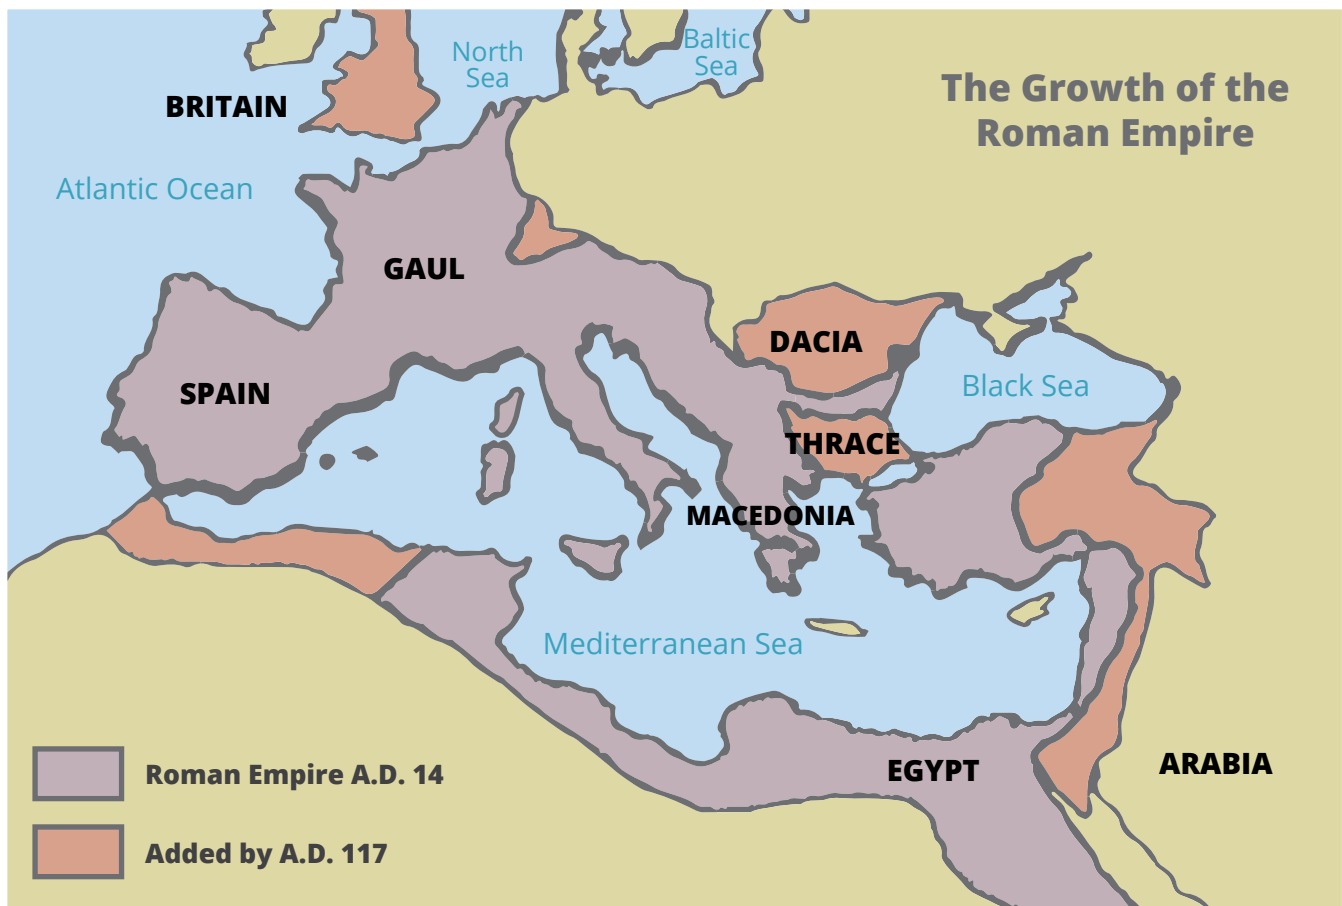 The Growth of the
Roman Empire
North
Sea
Baltic
Sea
BRITAIN
Atlantic Ocean
GAUL
SPAIN
DACIA
Black Sea
THRACE
MACEDONIA
Mediterranean Sea
EGYPT
ARABIA
Roman Empire A.D. 14
Added by A.D. 117